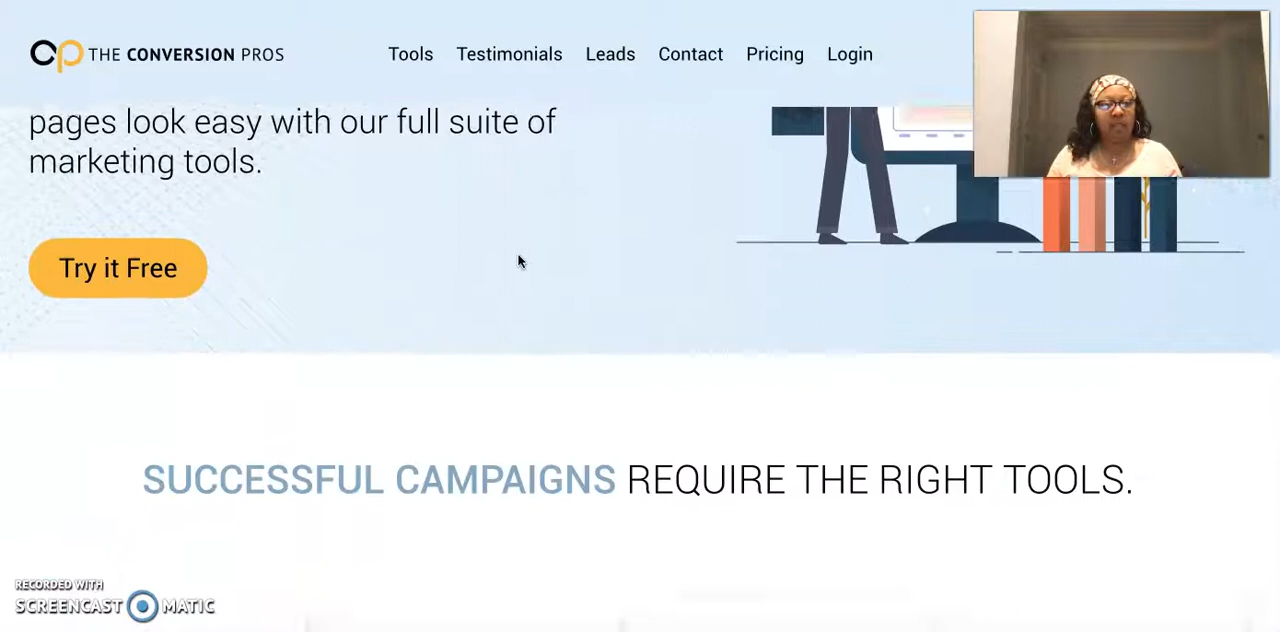 THE CONVERSION PROS
Tools Testimonials Leads Contact Pricing Login
pages look easy with our full suite of
marketing tools.
Try it Free
SUCCESSFUL CAMPAIGNS REQUIRE THE RIGHT TOOLS.
RECORDED WITH
SCREENCAST MATIC